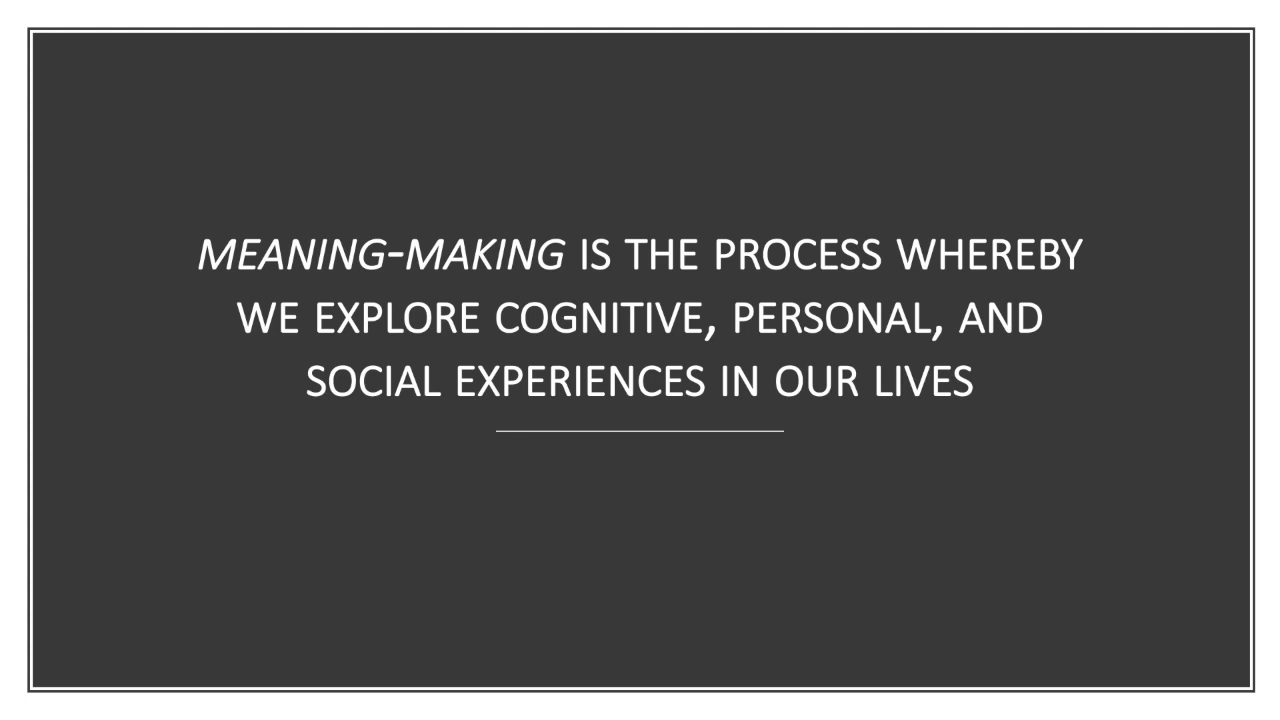 MEANING-MAKING IS THE PROCESS WHEREBY
WE EXPLORE COGNITIVE, PERSONAL, AND
SOCIAL EXPERIENCES IN OUR LIVES